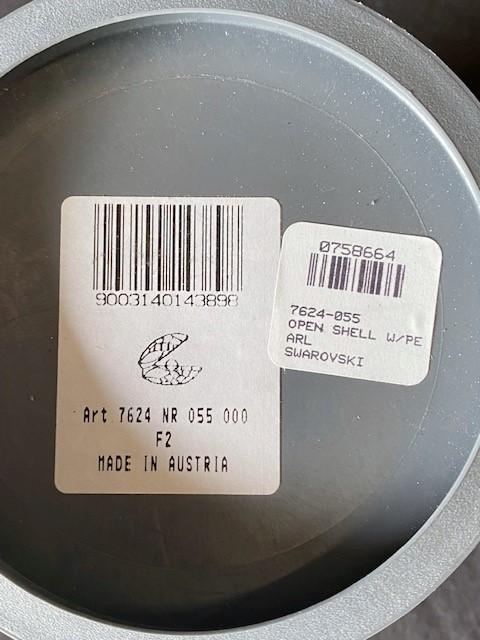 9003140143898
Art 7624 NR 055 000
F2
MADE IN AUSTRIA
0758664
7624-055
OPEN SHELL W/PE
ARL
SWAROVSKI